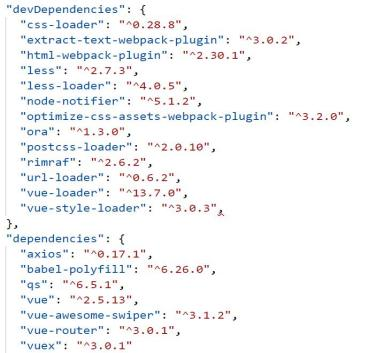 "devDependencies": {
"css-loader": "^0.28.8",
"extract-text-webpack-plugin": "^3.0.2",
"html-webpack-plugin": "^2.30.1",
"less": "^2.7.3",
"less-loader": "^4.0.5",
"node-notifier": "^5.1.2",
"optimize-css-assets-webpack-plugin": "^3.2.0",
"ora": "^1.3.0",
"postcss-loader": "^2.0.10",
"rimraf": "^2.6.2",
"url-loader": "^0.6.2",
"vue-loader": "^13.7.0",
"vue-style-loader": "^3.0.3",
},
"dependencies": {
"axios": "^0.17.1",
"babel-polyfill": "^6.26.0",
"qs": "^6.5.1",
"vue": "^2.5.13",
"vue-awesome-swiper": "^3.1.2",
"vue-router": "^3.0.1",
"vuex": "^3.0.1"